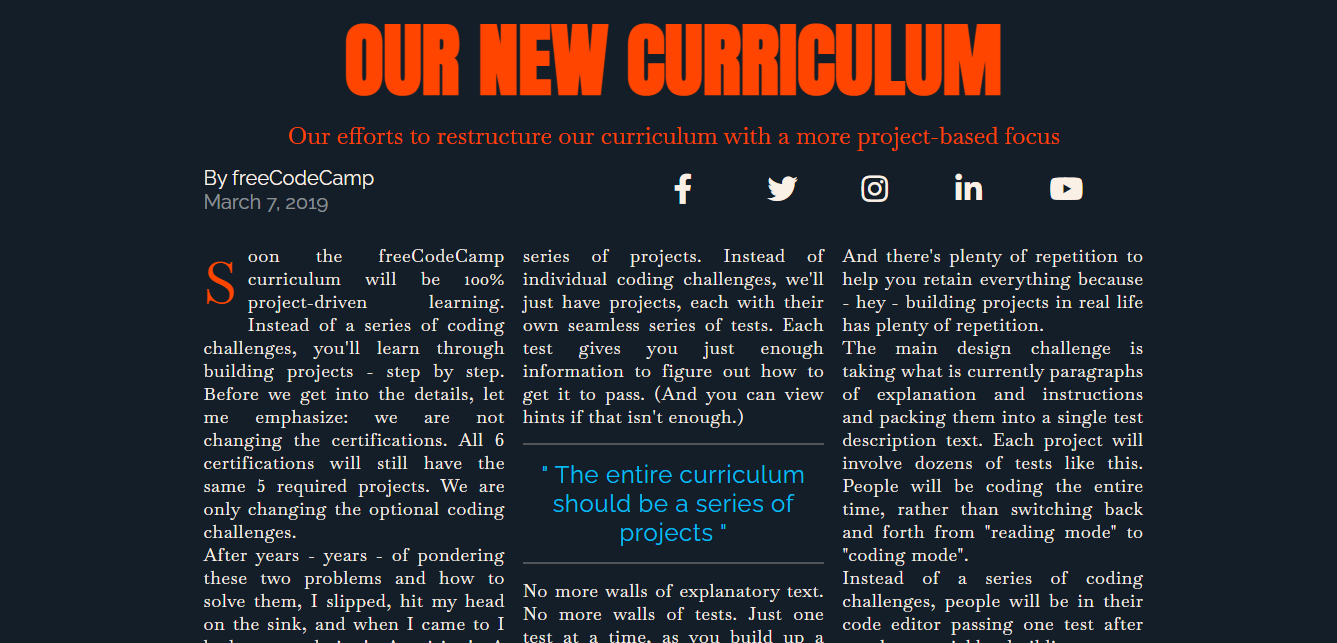 OUR NEW CURRICULUM
Our efforts to restructure our curriculum with a more project-based focus
By freeCodeCamp
March 7, 2019
Soon the freeCodeCamp
curriculum will be 100%
project-driven learning.
Instead of a series of coding
challenges, you'll learn through
building projects - step by step.
Before we get into the details, let
me emphasize: we are not
changing the certifications. All 6
certifications will still have the
same 5 required projects. We are
only changing the optional coding
challenges.
After years - years - of pondering
these two problems and how to
solve them, I slipped, hit my head
on the sink, and when I came to I
series of projects. Instead of
individual coding challenges, we'll
just have projects, each with their
own seamless series of tests. Each
test gives you just enough
information to figure out how to
get it to pass. (And you can view
hints if that isn't enough.)
" The entire curriculum
should be a series of
projects "
No more walls of explanatory text.
No more walls of tests. Just one
test at a time, as you build up a
And there's plenty of repetition to
help you retain everything because
- hey - building projects in real life
has plenty of repetition.
The main design challenge is
taking what is currently paragraphs
of explanation and instructions
and packing them into a single test
description text. Each project will
involve dozens of tests like this.
People will be coding the entire
time, rather than switching back
and forth from "reading mode" to
"coding mode".
Instead of a series of coding
challenges, people will be in their
code editor passing one test after